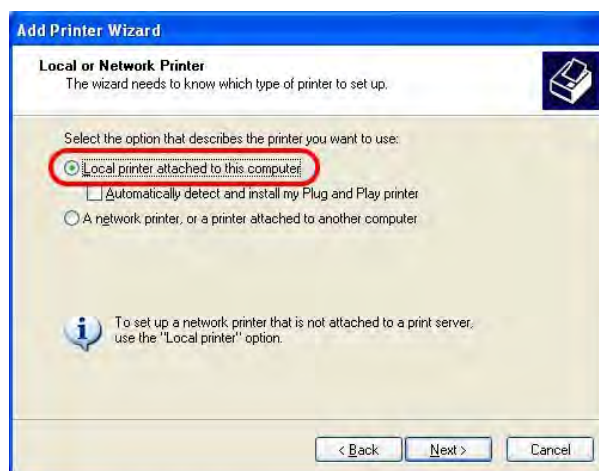 Add Printer Wizard
Local or Network Printer
The wizard needs to know which type of printer to set up.
Select the option that describes the printer you want to use:
Local printer attached to this computer
Automatically detect and install my Plug and Play printer
A network printer, or a printer attached to another computer
To set up a network printer that is not attached to a print server,
use the "Local printer" option.
< Back Next > Cancel